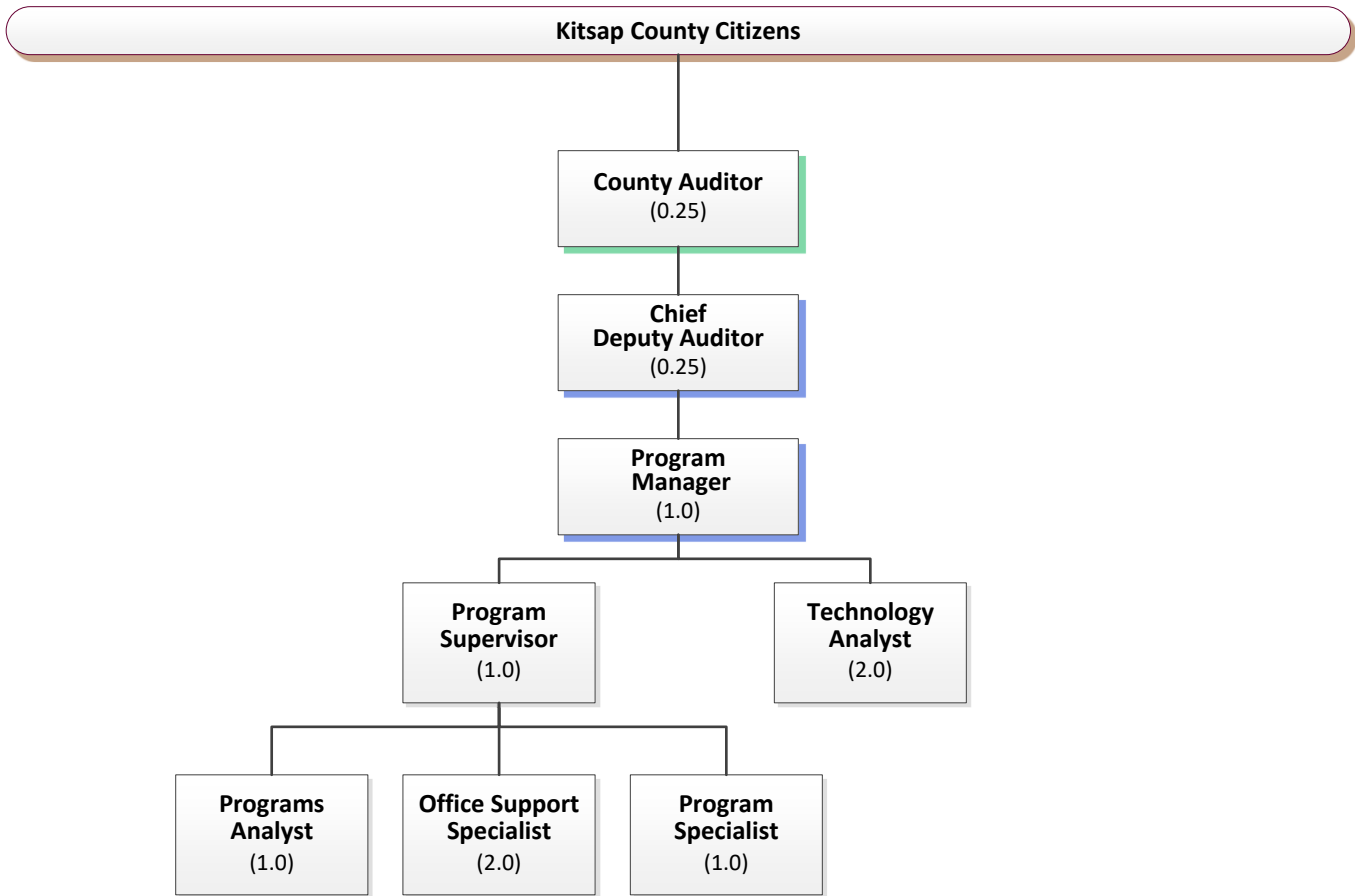 Kitsap County Citizens
County Auditor
(0.25)
Chief
Deputy Auditor
(0.25)
Program
Manager
(1.0)
Program
Supervisor
(1.0)
Technology
Analyst
(2.0)
Programs
Analyst
(1.0)
Office Support
Specialist
(2.0)
Program
Specialist
(1.0)